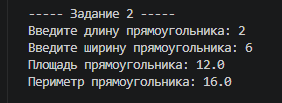 ----- Задание 2 -----
Введите длину прямоугольника: 2
Введите ширину прямоугольника: 6
Площадь прямоугольника: 12.0
Периметр прямоугольника: 16.0